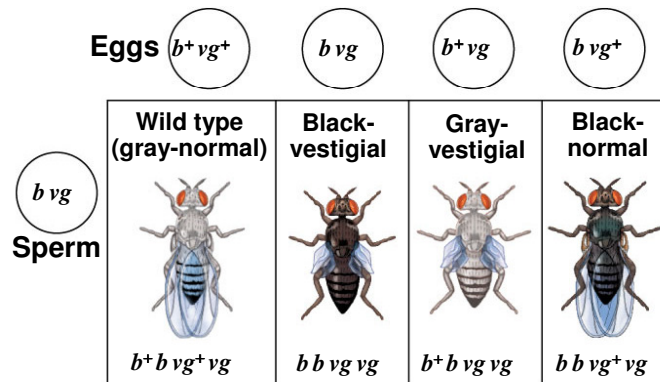 Eggs b⁺ vg⁺ b vg b⁺ vg b vg⁺
Wild type
(gray-normal)
Black-
vestigial
Gray-
vestigial
Black-
normal
b vg
Sperm
b⁺ b vg⁺ vg b b vg vg b⁺ b vg vg b b vg⁺ vg